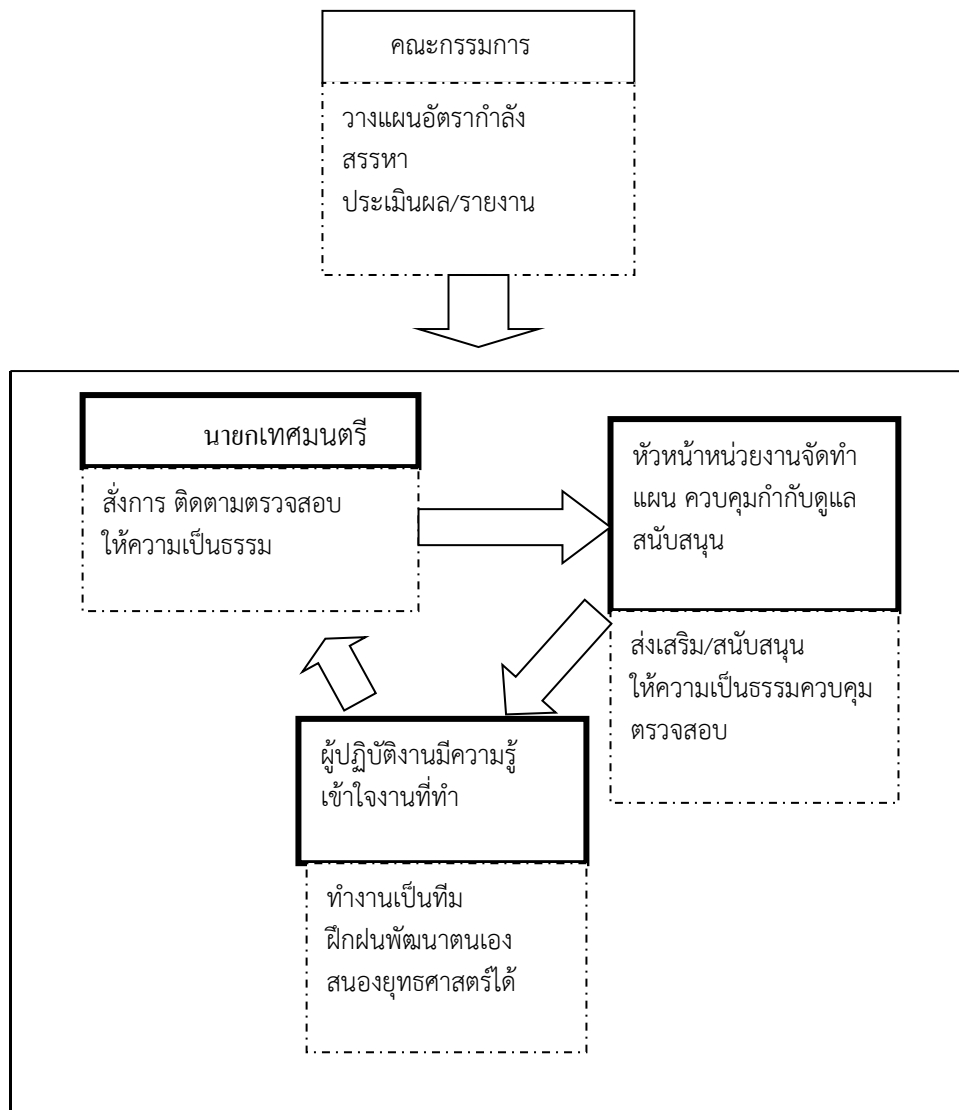 คณะกรรมการ
วางแผนอัตรากำลัง
สรรหา
ประเมินผล/รายงาน
นายกเทศมนตรี
สั่งการ ติดตามตรวจสอบ
ให้ความเป็นธรรม
หัวหน้าหน่วยงานจัดทำ
แผน ควบคุมกำกับดูแล
สนับสนุน
ส่งเสริม/สนับสนุน
ให้ความเป็นธรรมควบคุม
ตรวจสอบ
ผู้ปฏิบัติงานมีความรู้
เข้าใจงานที่ทำ
ทำงานเป็นทีม
ฝึกฝนพัฒนาตนเอง
สนองยุทธศาสตร์ได้